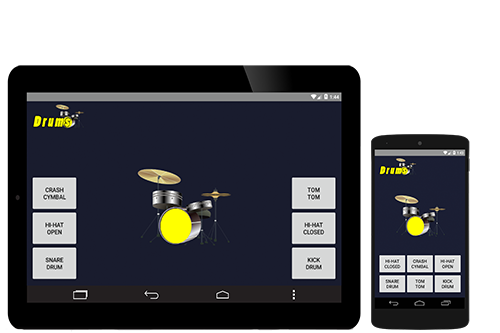 1:44
Drums
CRASH
CYMBAL
HI-HAT
OPEN
SNARE
DRUM
TOM
TOM
HI-HAT
CLOSED
KICK
DRUM
Drums
HI-HAT
CLOSED
CRASH
CYMBAL
HI-HAT
OPEN
SNARE
DRUM
TOM
TOM
KICK
DRUM